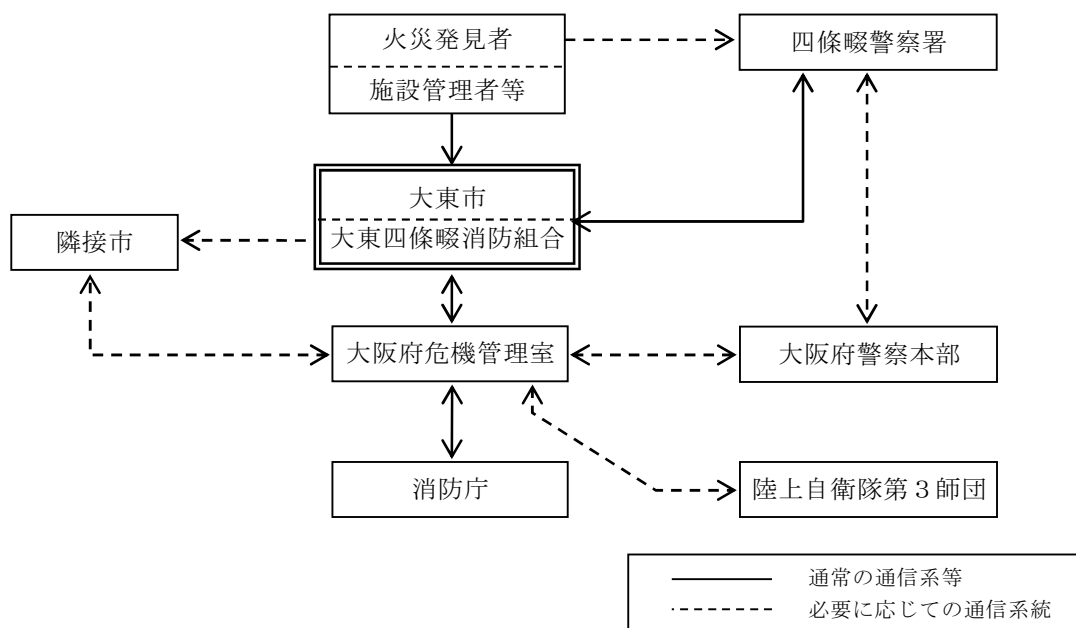 火災発見者
施設管理者等
四條畷警察署
大東市
大東四條畷消防組合
隣接市
大阪府危機管理室
大阪府警察本部
消防庁
陸上自衛隊第３師団
通常の通信系等
必要に応じての通信系統